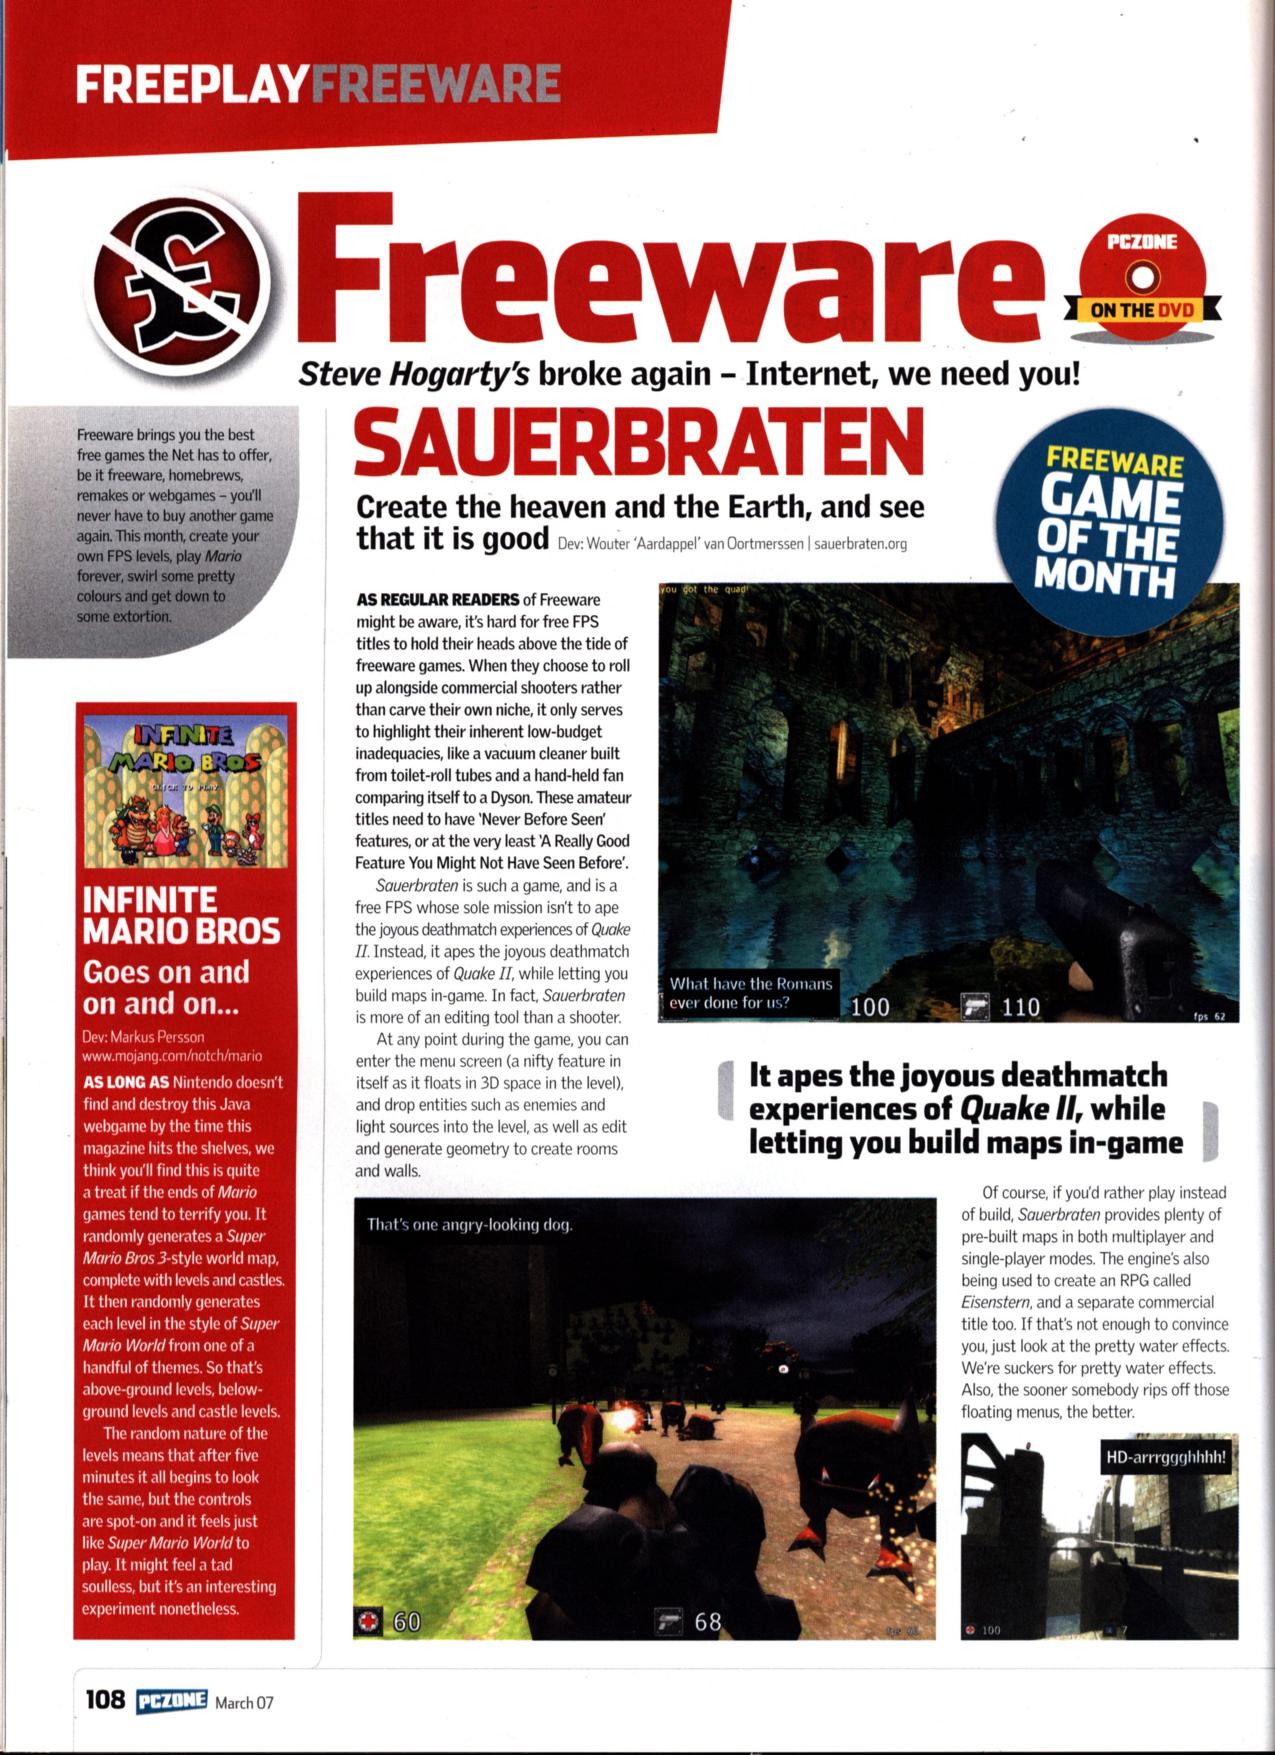 FREEPLAYFREEWARE
£
Freeware
PCZONE
ON THE DVD
Steve Hogarty's broke again – Internet, we need you!
Freeware brings you the best
free games the Net has to offer,
be it freeware, homebrews,
remakes or webgames – you'll
never have to buy another game
again. This month, create your
own FPS levels, play Mario
forever, swirl some pretty
colours and get down to
some extortion.
INFINITE
MARIO BROS
CLICK TO PLAY
INFINITE
MARIO BROS
Goes on and
on and on...
Dev: Markus Persson
www.mojang.com/notch/mario
AS LONG AS Nintendo doesn't
find and destroy this Java
webgame by the time this
magazine hits the shelves, we
think you'll find this is quite
a treat if the ends of Mario
games tend to terrify you. It
randomly generates a Super
Mario Bros 3-style world map,
complete with levels and castles.
It then randomly generates
each level in the style of Super
Mario World from one of a
handful of themes. So that's
above-ground levels, below-
ground levels and castle levels.
The random nature of the
levels means that after five
minutes it all begins to look
the same, but the controls
are spot-on and it feels just
like Super Mario World to
play. It might feel a tad
soulless, but it's an interesting
experiment nonetheless.
SAUERBRATEN
Create the heaven and the Earth, and see
that it is good Dev: Wouter 'Aardappel' van Oortmerssen | sauerbraten.org
FREEWARE
GAME
OF THE
MONTH
AS REGULAR READERS of Freeware
might be aware, it's hard for free FPS
titles to hold their heads above the tide of
freeware games. When they choose to roll
up alongside commercial shooters rather
than carve their own niche, it only serves
to highlight their inherent low-budget
inadequacies, like a vacuum cleaner built
from toilet-roll tubes and a hand-held fan
comparing itself to a Dyson. These amateur
titles need to have 'Never Before Seen'
features, or at the very least 'A Really Good
Feature You Might Not Have Seen Before'.
Sauerbraten is such a game, and is a
free FPS whose sole mission isn't to ape
the joyous deathmatch experiences of Quake
II. Instead, it apes the joyous deathmatch
experiences of Quake II, while letting you
build maps in-game. In fact, Sauerbraten
is more of an editing tool than a shooter.
At any point during the game, you can
enter the menu screen (a nifty feature in
itself as it floats in 3D space in the level),
and drop entities such as enemies and
light sources into the level, as well as edit
and generate geometry to create rooms
and walls.
you got the quad!
What have the Romans
ever done for us?
100
110
fps 62
It apes the joyous deathmatch
experiences of Quake II, while
letting you build maps in-game
That's one angry-looking dog.
60
68
Of course, if you'd rather play instead
of build, Sauerbraten provides plenty of
pre-built maps in both multiplayer and
single-player modes. The engine's also
being used to create an RPG called
Eisenstern, and a separate commercial
title too. If that's not enough to convince
you, just look at the pretty water effects.
We're suckers for pretty water effects.
Also, the sooner somebody rips off those
floating menus, the better.
HD-arrrggghhhh!
100
7
108 PCZONE March 07